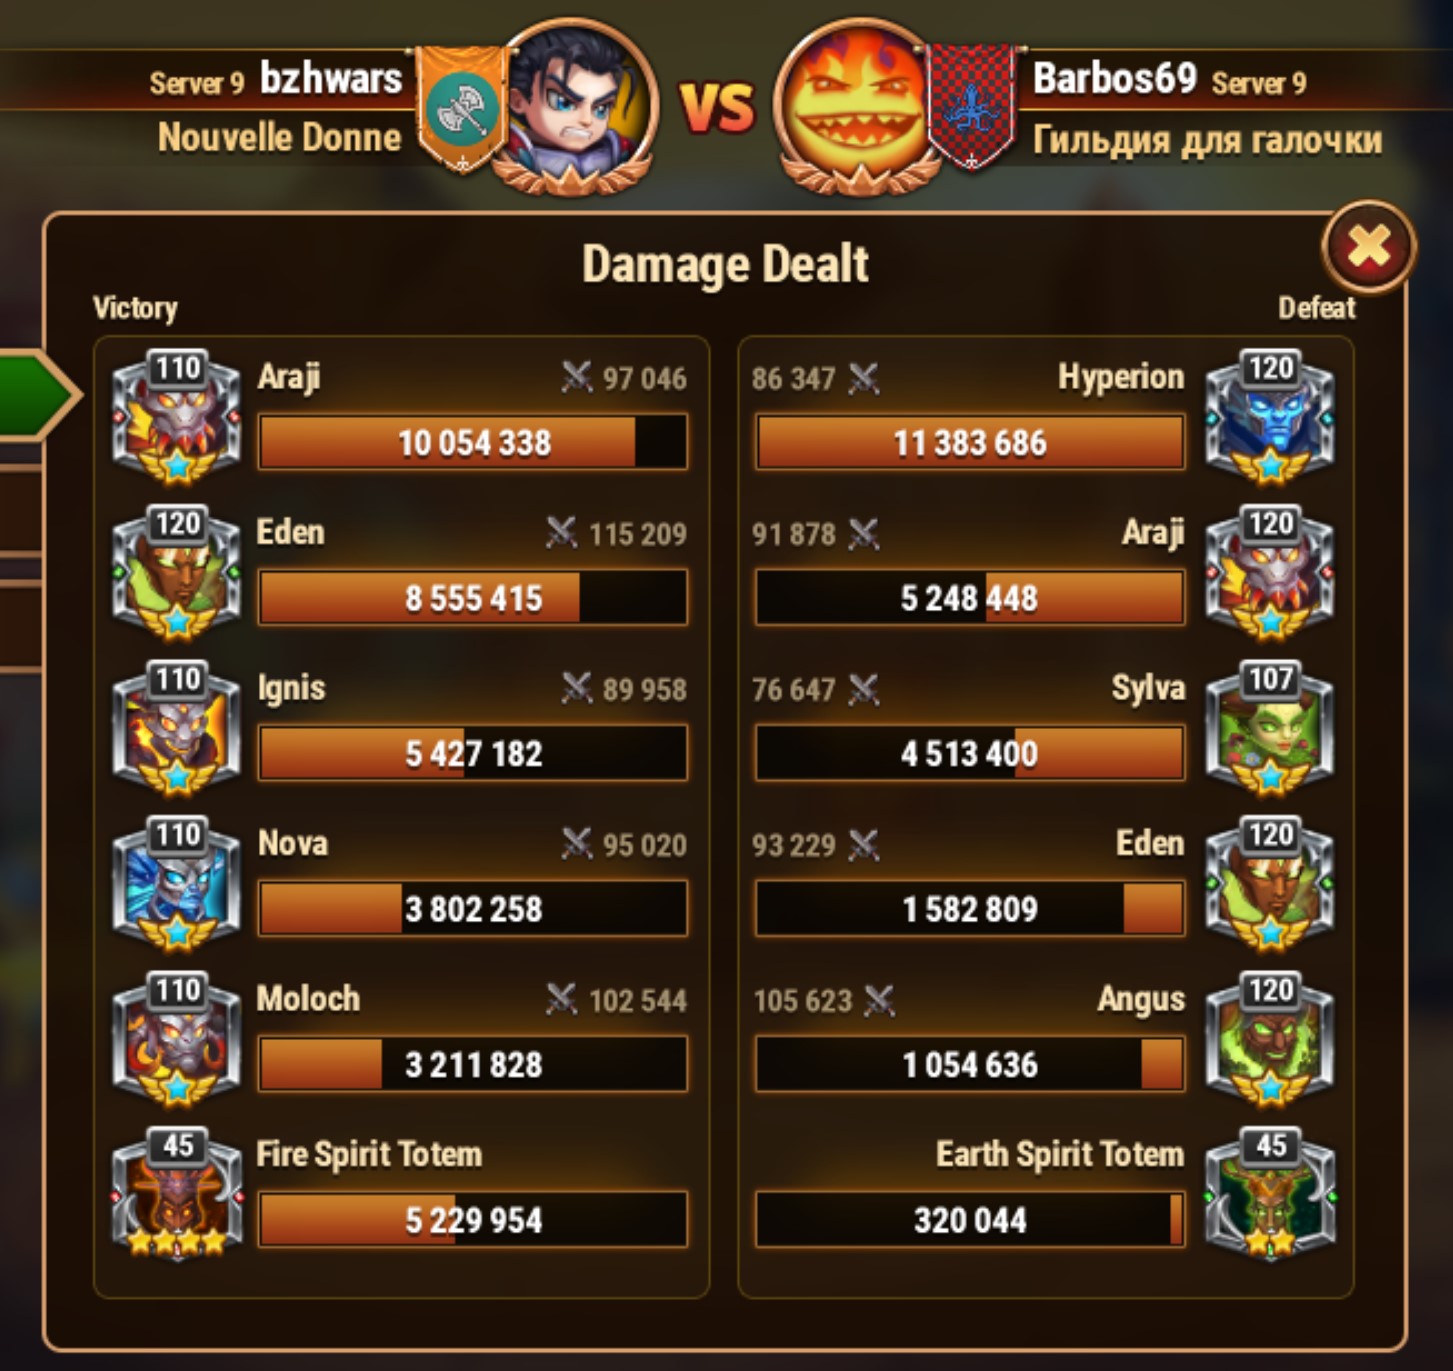 Server 9 bzhwars
Nouvelle Donne
VS
Barbos69 Server 9
Гильдия для галочки
Damage Dealt
Victory
Defeat
110
Araji
97 046
10 054 338
120
Eden
115 209
8 555 415
110
Ignis
89 958
5 427 182
110
Nova
95 020
3 802 258
110
Moloch
102 544
3 211 828
45
Fire Spirit Totem
5 229 954
86 347
Hyperion
120
11 383 686
91 878
Araji
120
5 248 448
76 647
Sylva
107
4 513 400
93 229
Eden
120
1 582 809
105 623
Angus
120
1 054 636
Earth Spirit Totem
45
320 044